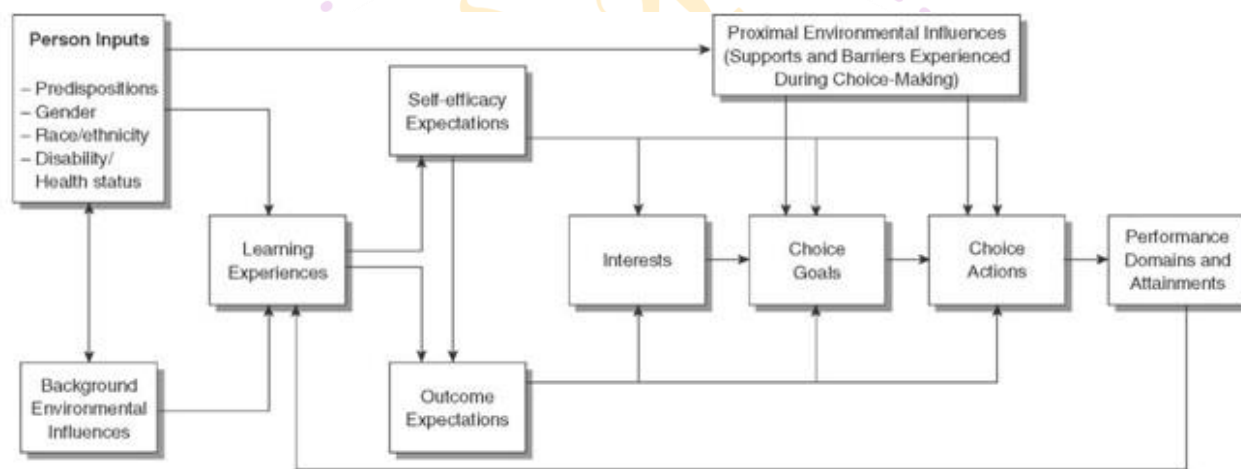 Person Inputs
– Predispositions
– Gender
– Race/ethnicity
– Disability/
Health status
Proximal Environmental Influences
(Supports and Barriers Experienced
During Choice-Making)
Self-efficacy
Expectations
Learning
Experiences
Interests
Choice
Goals
Choice
Actions
Performance
Domains and
Attainments
Background
Environmental
Influences
Outcome
Expectations